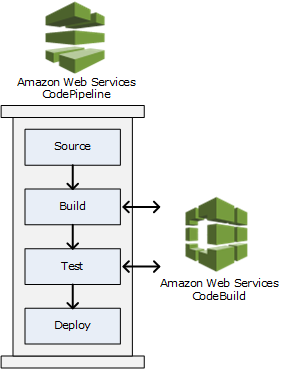 Amazon Web Services
CodePipeline
Source
Build
Test
Amazon Web Services
CodeBuild
Deploy